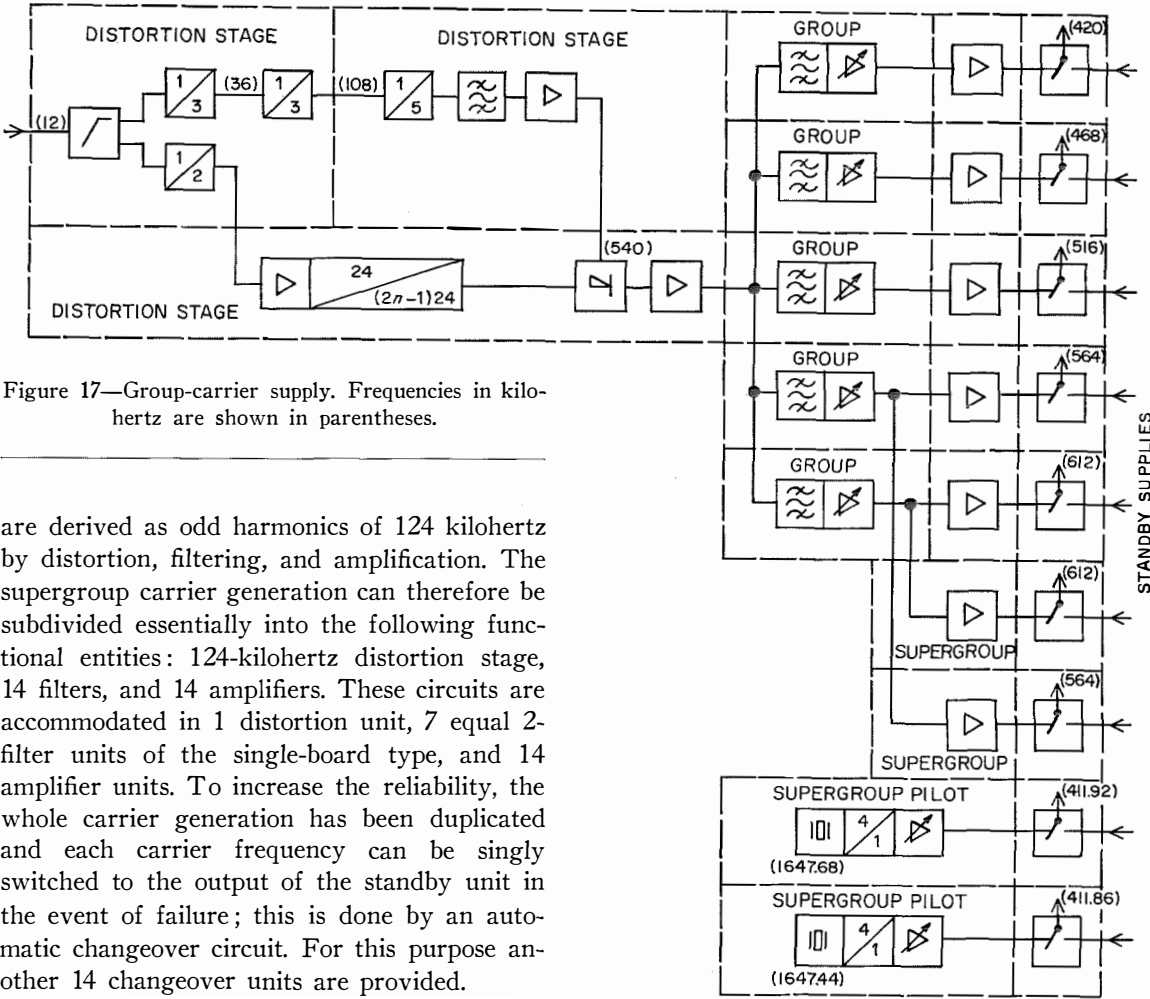 DISTORTION STAGE
DISTORTION STAGE
(12)
1
3
(36)
1
3
(108)
1
5
1
2
24
(2n-1)24
(540)
DISTORTION STAGE
GROUP
(420)
GROUP
(468)
GROUP
(516)
GROUP
(564)
GROUP
(612)
(612)
SUPERGROUP
(564)
SUPERGROUP
SUPERGROUP PILOT
(411.92)
4
1
(1647.68)
SUPERGROUP PILOT
(411.86)
4
1
(1647.44)
STANDBY SUPPLIES
Figure 17—Group-carrier supply. Frequencies in kilo-
hertz are shown in parentheses.
are derived as odd harmonics of 124 kilohertz
by distortion, filtering, and amplification. The
supergroup carrier generation can therefore be
subdivided essentially into the following func-
tional entities: 124-kilohertz distortion stage,
14 filters, and 14 amplifiers. These circuits are
accommodated in 1 distortion unit, 7 equal 2-
filter units of the single-board type, and 14
amplifier units. To increase the reliability, the
whole carrier generation has been duplicated
and each carrier frequency can be singly
switched to the output of the standby unit in
the event of failure; this is done by an auto-
matic changeover circuit. For this purpose an-
other 14 changeover units are provided.